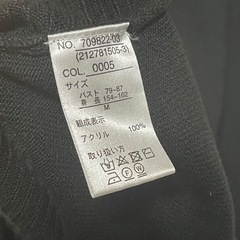 NO. 709822-03
(212781505-3)
COL. 0005
サイズ
バスト 79-87
身 長 154-162
M
組成表示
アクリル 100%
取り扱い方